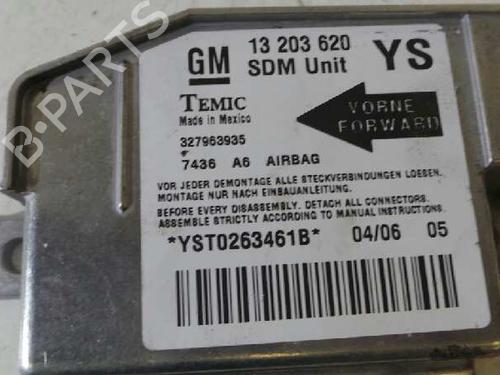 GM 13 203 620 YS
SDM Unit
TEMIC
Made in Mexico
VORNE
FORWARD
327963935
7436 A6 AIRBAG
VOR JEDER DEMONTAGE ALLE STECKVERBINDUNGEN LOESEN.
MONTAGE NUR NACH EINBAUANLEITUNG.
BEFORE EVERY DISASSEMBLY. DETACH ALL CONNECTORS
ASSEMBLE STRICTLY ACCORDING TO MANUAL INSTRUCTIONS.
*YST0263461B* 04/06 05
B-PARTS